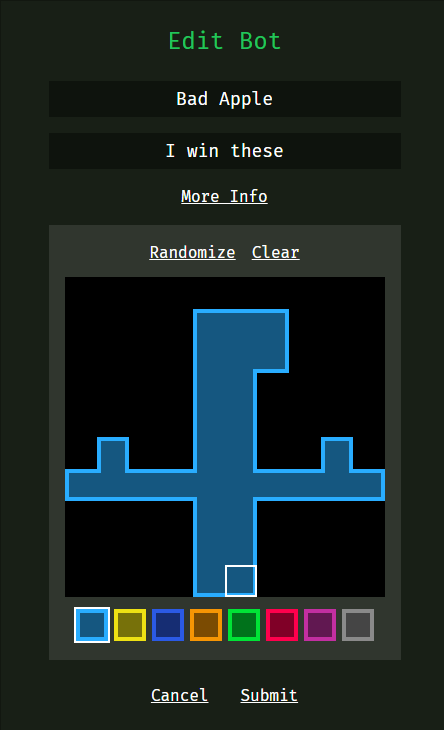 Edit Bot
Bad Apple
I win these
More Info
Randomize Clear
Cancel Submit